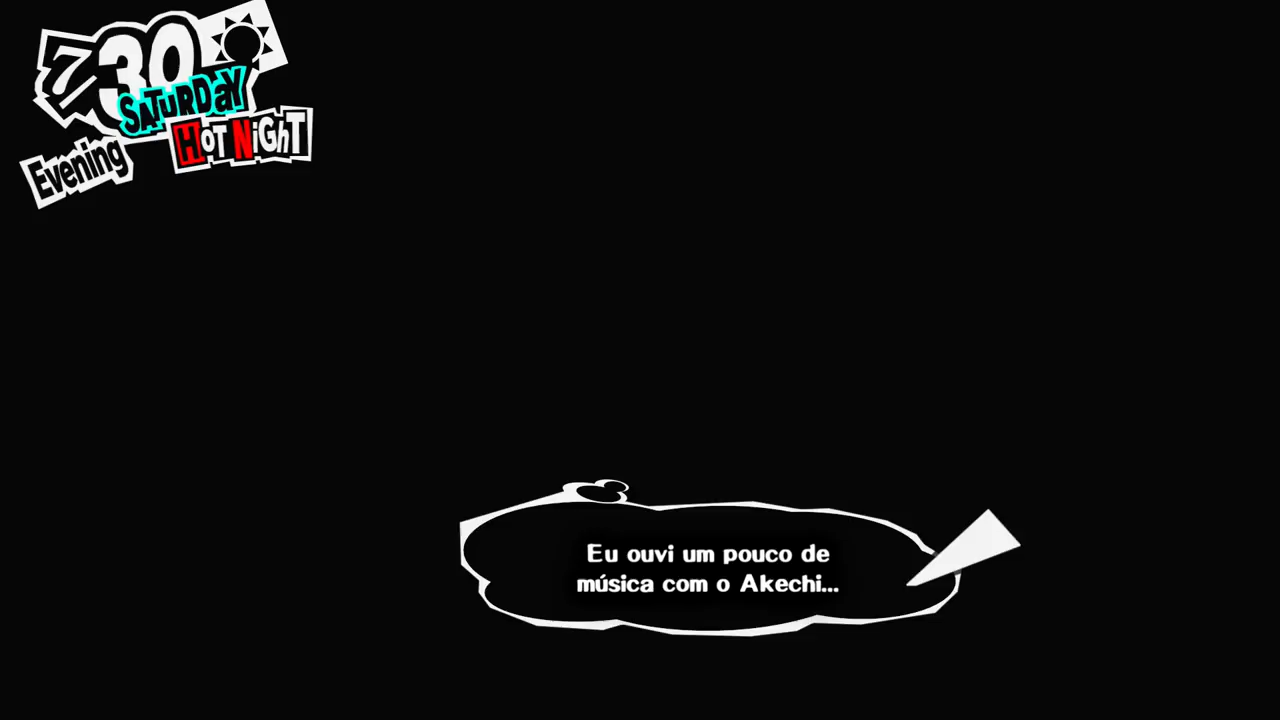 7 30
SATURDaY
HOT NiGhT
Evening
Eu ouvi um pouco de
música com o Akechi...